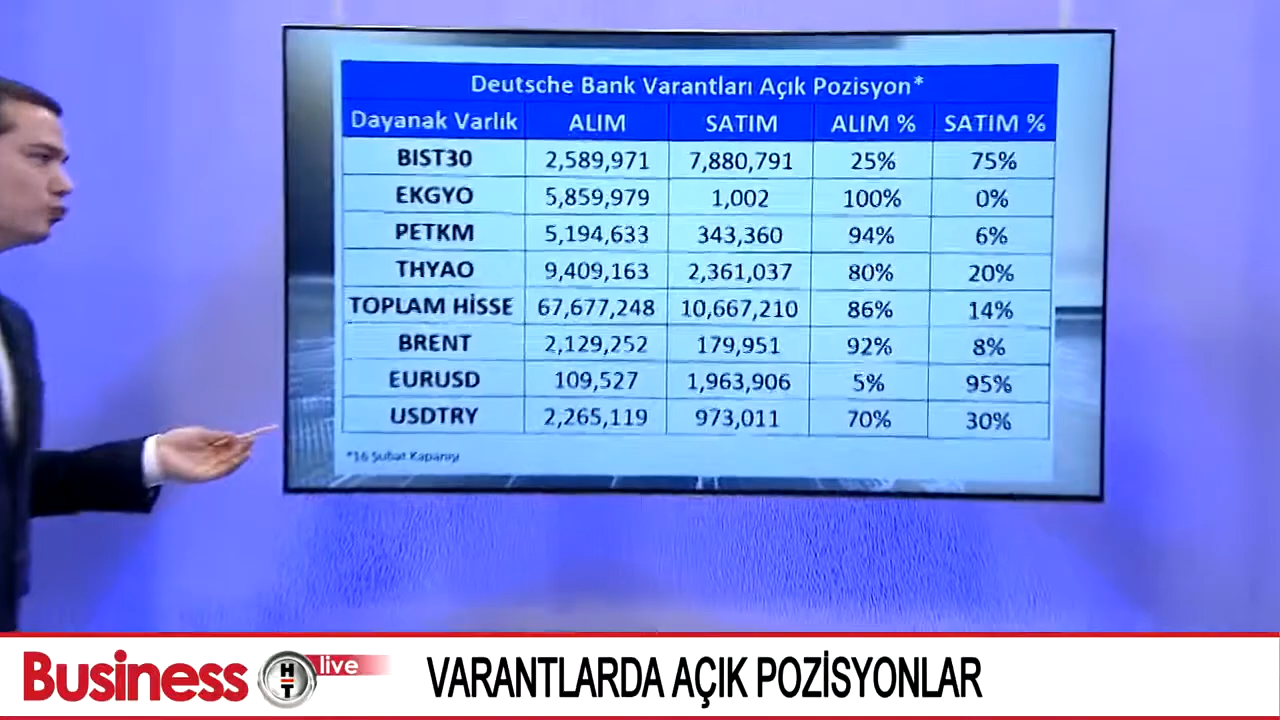 Deutsche Bank Varantları Açık Pozisyon*
Dayanak Varlık ALIM SATIM ALIM % SATIM %
BIST30 2,589,971 7,880,791 25% 75%
EKGYO 5,859,979 1,002 100% 0%
PETKM 5,194,633 343,360 94% 6%
THYAO 9,409,163 2,361,037 80% 20%
TOPLAM HİSSE 67,677,248 10,667,210 86% 14%
BRENT 2,129,252 179,951 92% 8%
EURUSD 109,527 1,963,906 5% 95%
USDTRY 2,265,119 973,011 70% 30%
*16 Şubat Kapanışı
Business HT live
VARANTLARDA AÇIK POZİSYONLAR